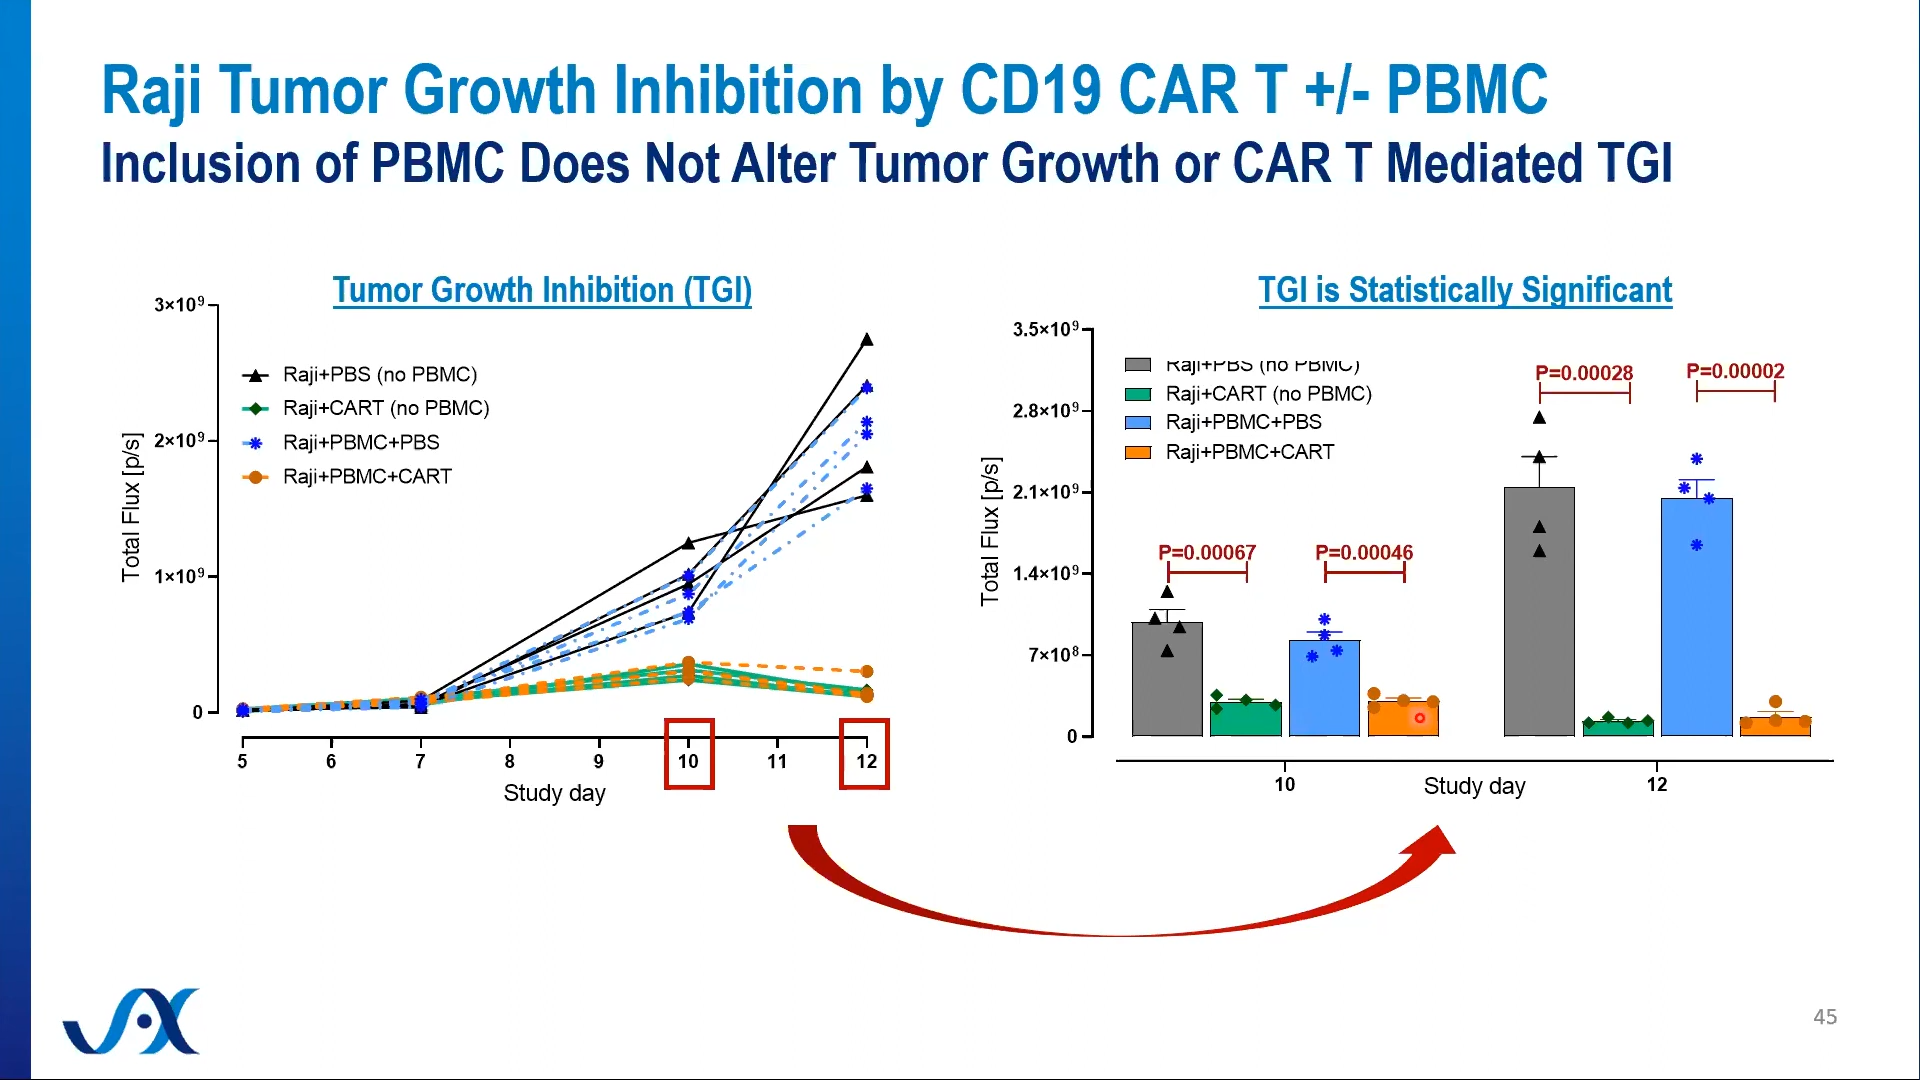 Raji Tumor Growth Inhibition by CD19 CAR T +/- PBMC
Inclusion of PBMC Does Not Alter Tumor Growth or CAR T Mediated TGI
Tumor Growth Inhibition (TGI)
3×10⁹
2×10⁹
1×10⁹
0
Total Flux [p/s]
Raji+PBS (no PBMC)
Raji+CART (no PBMC)
Raji+PBMC+PBS
Raji+PBMC+CART
5 6 7 8 9 10 11 12
Study day
TGI is Statistically Significant
3.5×10⁹
2.8×10⁹
2.1×10⁹
1.4×10⁹
7×10⁸
0
Total Flux [p/s]
Raji+PBS (no PBMC)
Raji+CART (no PBMC)
Raji+PBMC+PBS
Raji+PBMC+CART
P=0.00067
P=0.00046
P=0.00028
P=0.00002
10 Study day 12
JAX
45